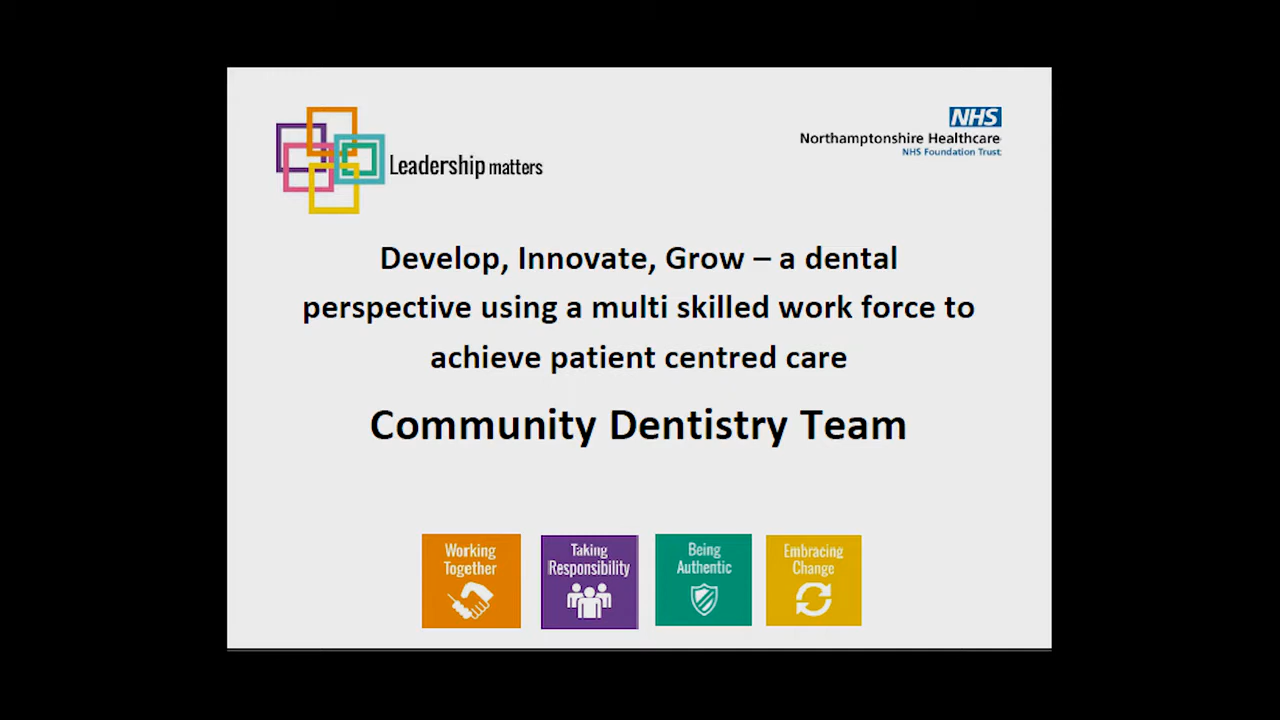 Leadership matters
NHS
Northamptonshire Healthcare
NHS Foundation Trust
Develop, Innovate, Grow – a dental
perspective using a multi skilled work force to
achieve patient centred care
Community Dentistry Team
Working
Together
Taking
Responsibility
Being
Authentic
Embracing
Change